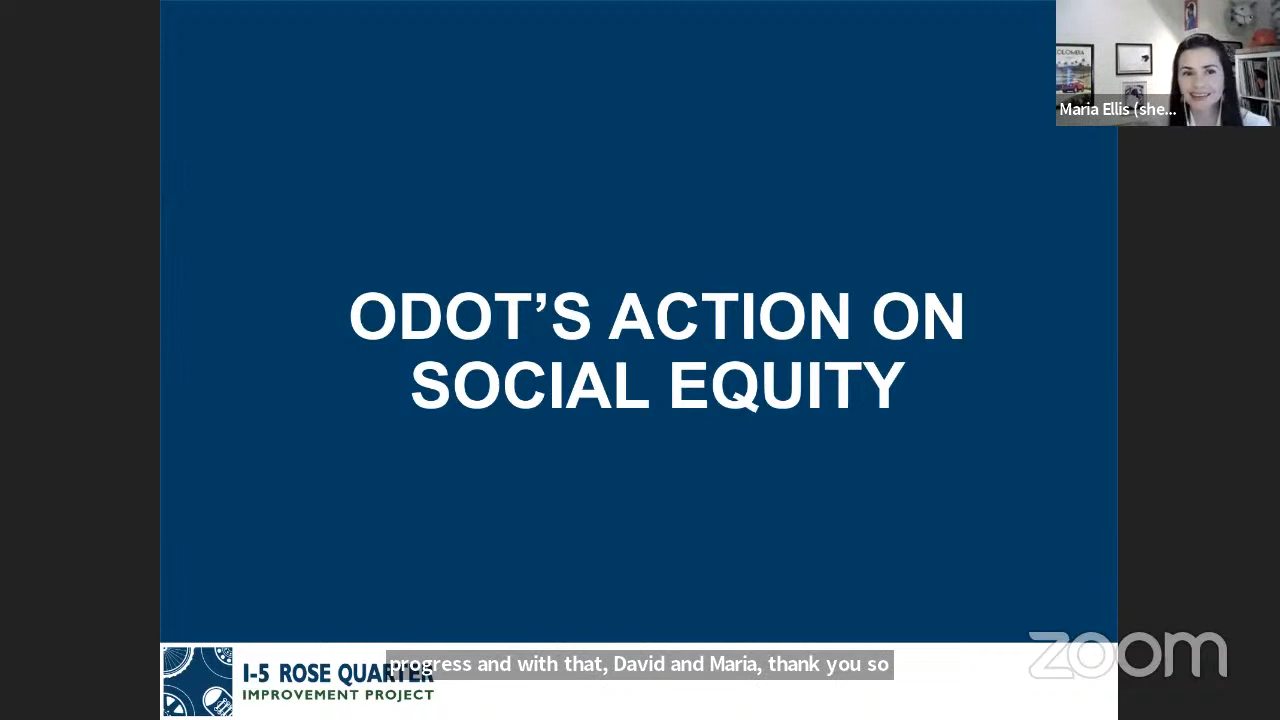 OLOMBIA
Maria Ellis (she...
ODOT'S ACTION ON
SOCIAL EQUITY
I-5 ROSE QUARTER
IMPROVEMENT PROJECT
progress and with that, David and Maria, thank you so
zoom